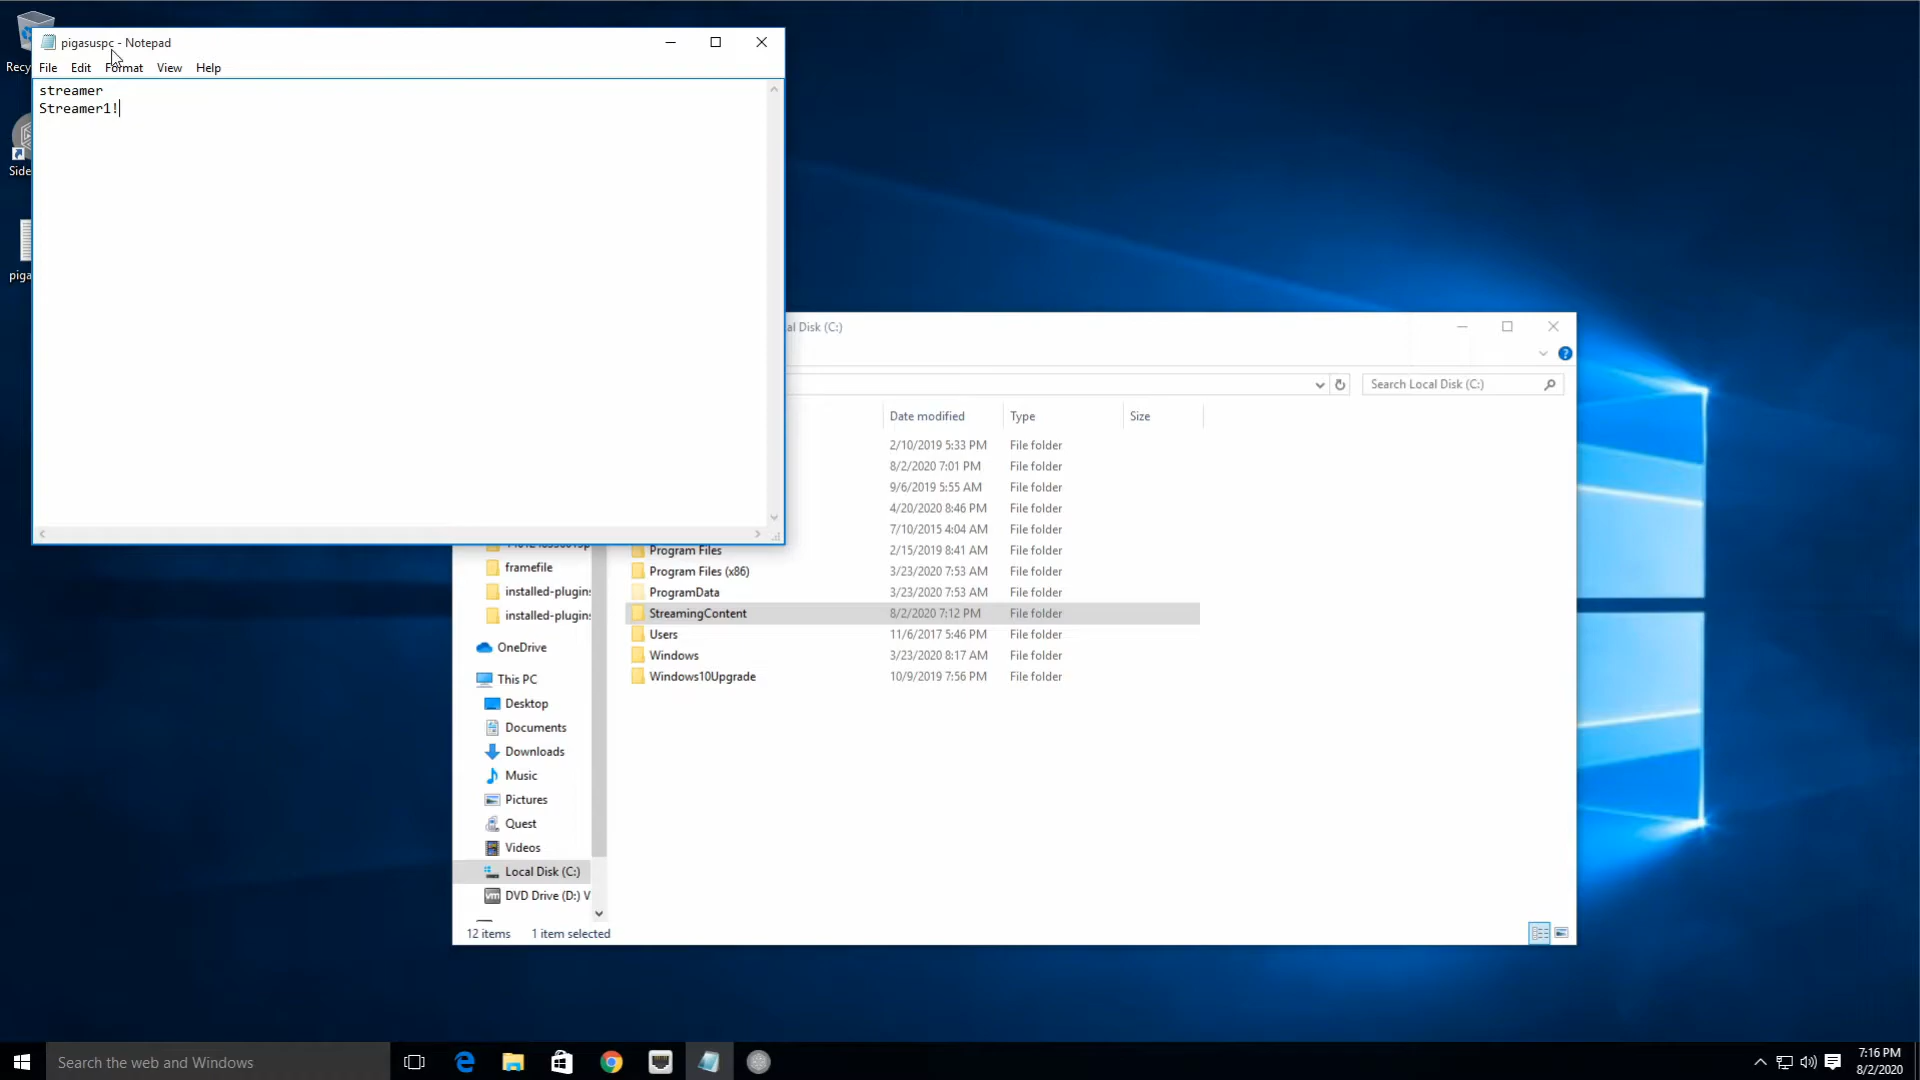 Recy
Side
piga
pigasuspc - Notepad
File Edit Format View Help
streamer
Streamer1!
al Disk (C:)
Search Local Disk (C:)
Date modified Type Size
2/10/2019 5:33 PM File folder
8/2/2020 7:01 PM File folder
9/6/2019 5:55 AM File folder
4/20/2020 8:46 PM File folder
7/10/2015 4:04 AM File folder
Program Files 2/15/2019 8:41 AM File folder
Program Files (x86) 3/23/2020 7:53 AM File folder
ProgramData 3/23/2020 7:53 AM File folder
StreamingContent 8/2/2020 7:12 PM File folder
Users 11/6/2017 5:46 PM File folder
Windows 3/23/2020 8:17 AM File folder
Windows10Upgrade 10/9/2019 7:56 PM File folder
framefile
installed-plugins
installed-plugins
OneDrive
This PC
Desktop
Documents
Downloads
Music
Pictures
Quest
Videos
Local Disk (C:)
DVD Drive (D:) V
12 items 1 item selected
Search the web and Windows
7:16 PM
8/2/2020